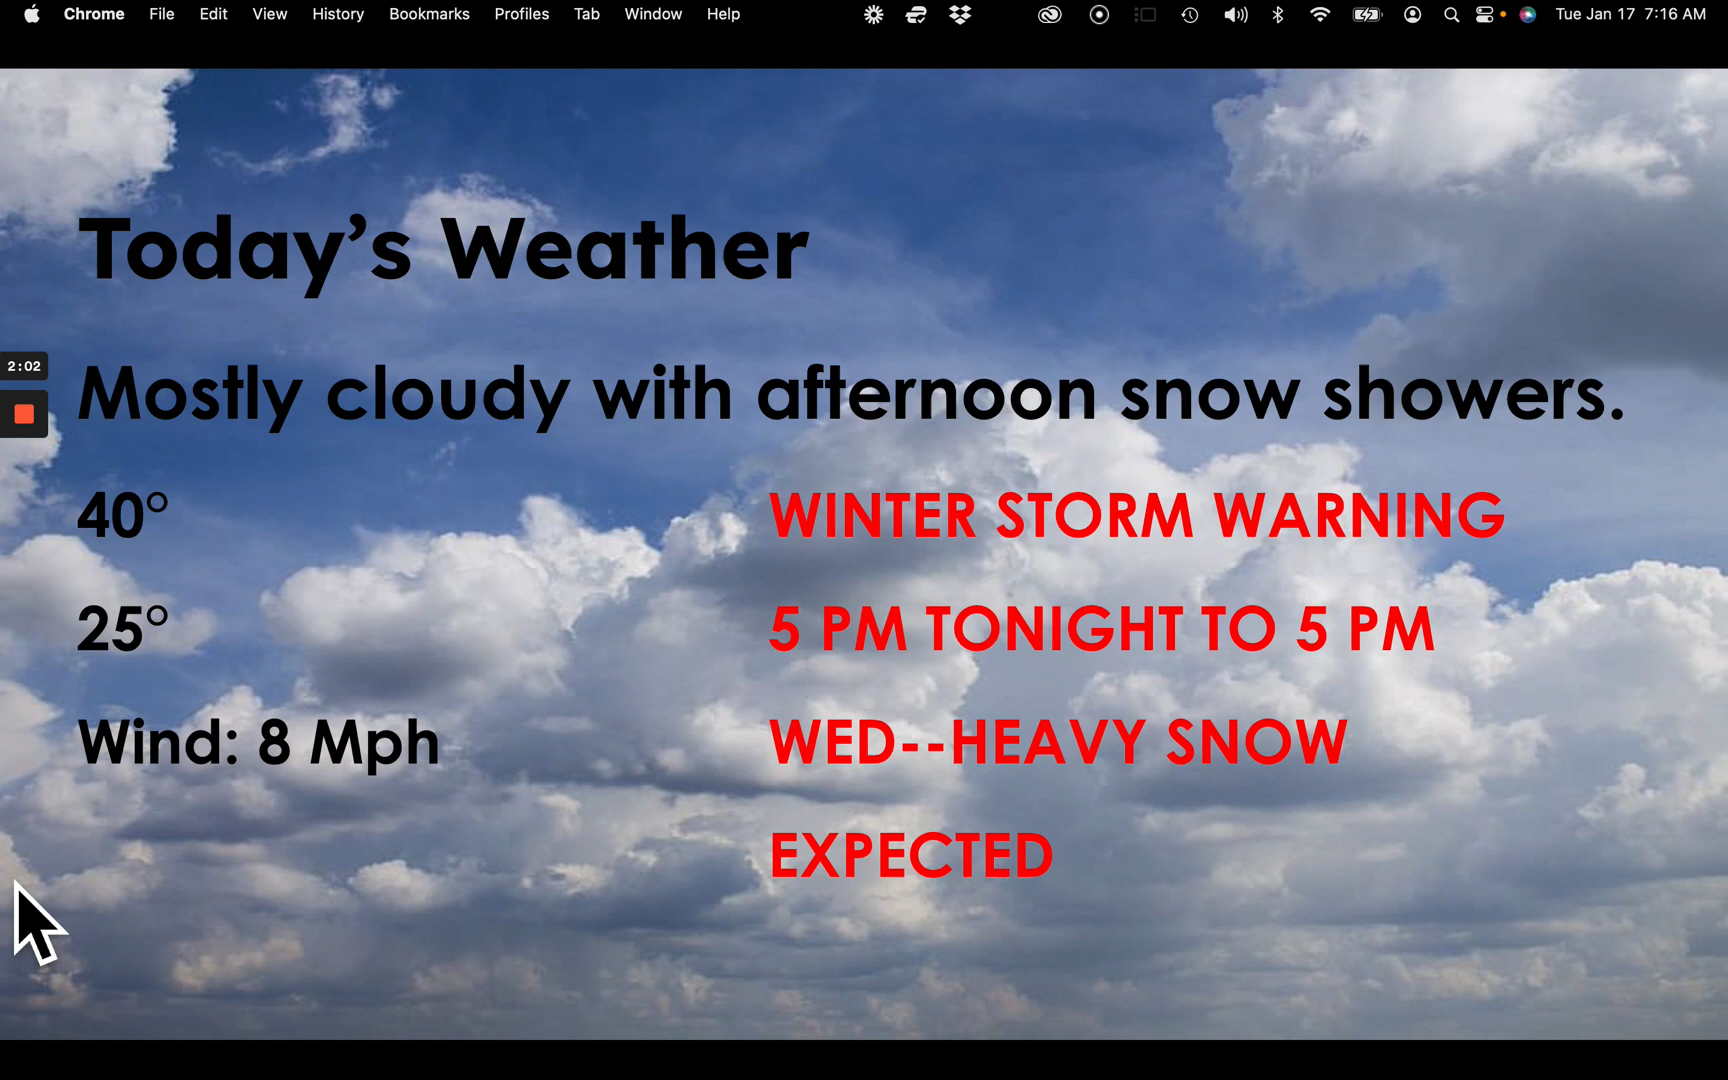 Chrome File Edit View History Bookmarks Profiles Tab Window Help Tue Jan 17 7:16 AM
Today’s Weather
2:02
Mostly cloudy with afternoon snow showers.
40°
25°
Wind: 8 Mph
WINTER STORM WARNING
5 PM TONIGHT TO 5 PM
WED--HEAVY SNOW
EXPECTED